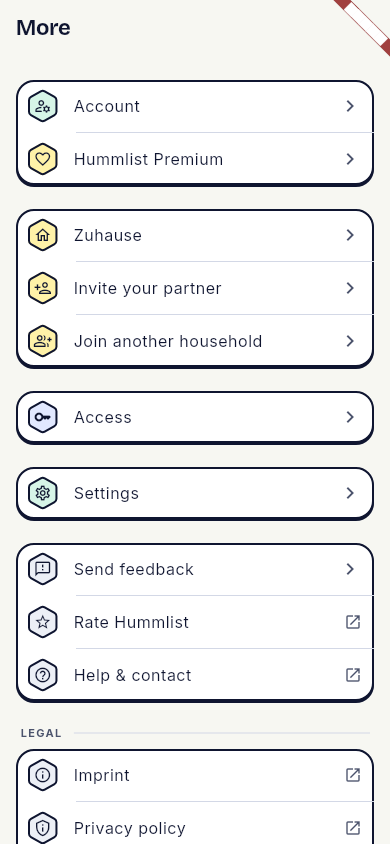 More
Account
Hummlist Premium
Zuhause
Invite your partner
Join another household
Access
Settings
Send feedback
Rate Hummlist
Help & contact
LEGAL
Imprint
Privacy policy